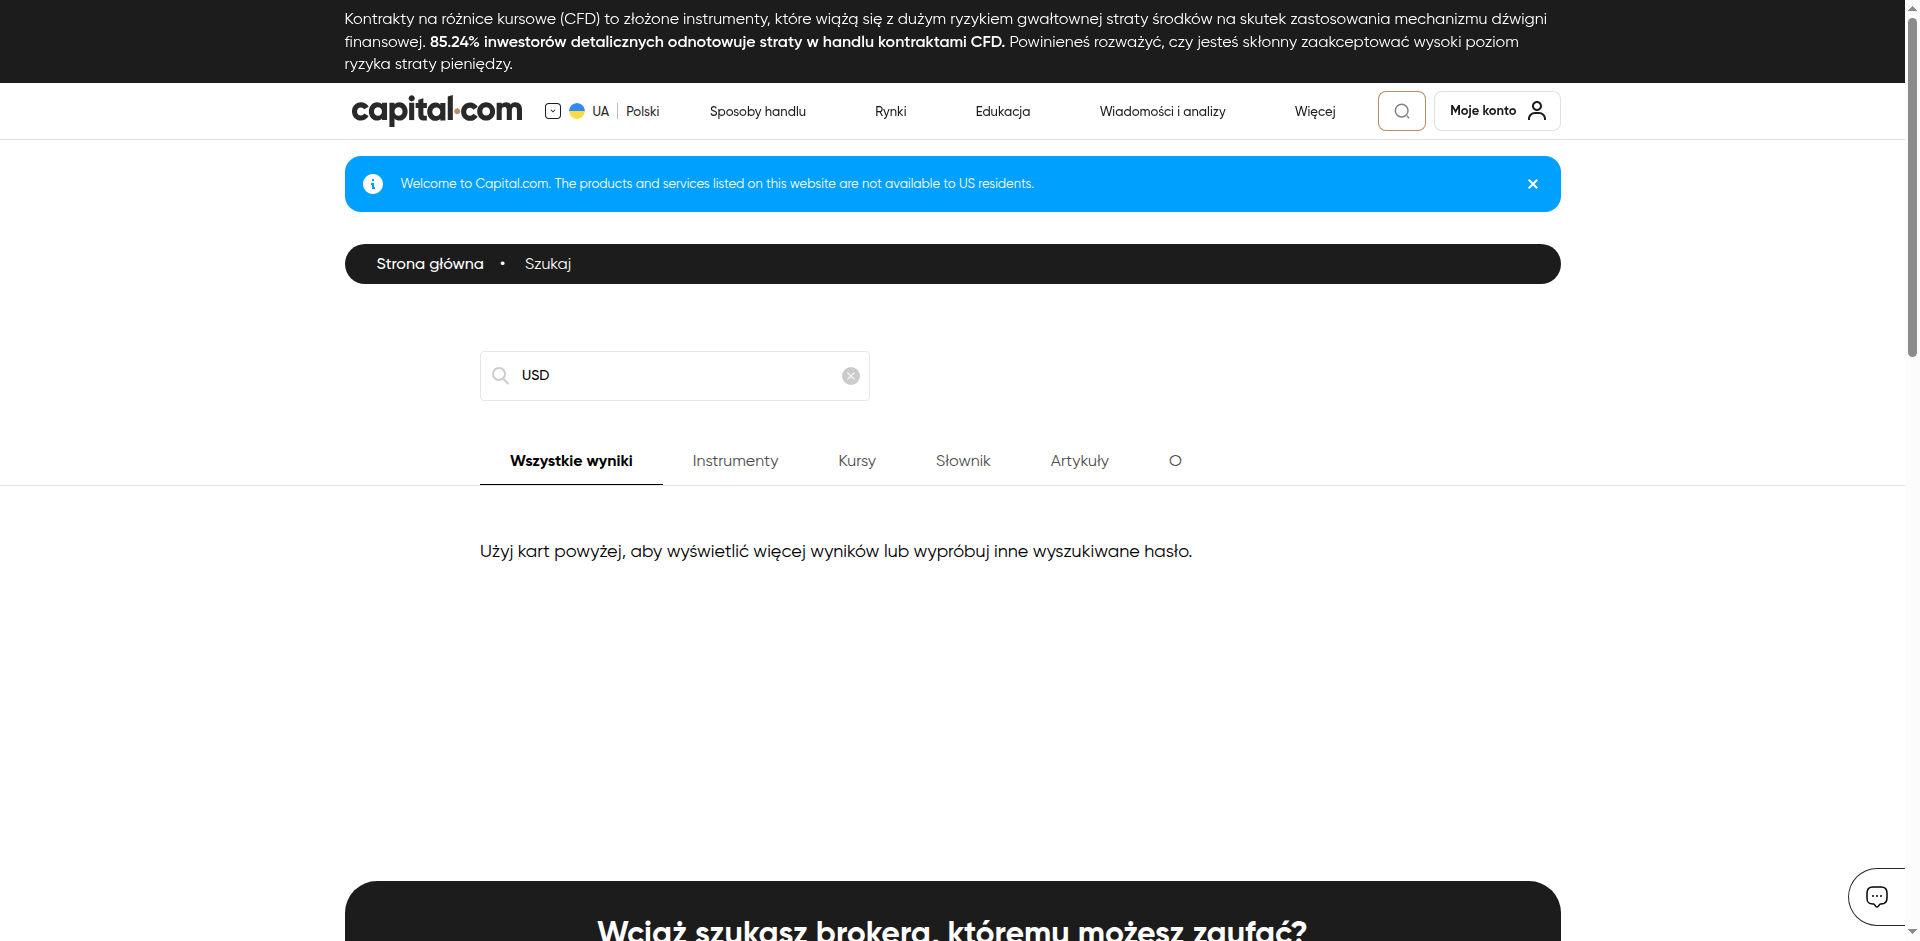 Kontrakty na różnice kursowe (CFD) to złożone instrumenty, które wiążą się z dużym ryzykiem gwałtownej straty środków na skutek zastosowania mechanizmu dźwigni
finansowej. 85.24% inwestorów detalicznych odnotowuje straty w handlu kontraktami CFD. Powinieneś rozważyć, czy jesteś skłonny zaakceptować wysoki poziom
ryzyka straty pieniędzy.
capital.com UA Polski Sposoby handlu Rynki Edukacja Wiadomości i analizy Więcej Moje konto
Welcome to Capital.com. The products and services listed on this website are not available to US residents.
Strona główna • Szukaj
USD
Wszystkie wyniki Instrumenty Kursy Słownik Artykuły O
Użyj kart powyżej, aby wyświetlić więcej wyników lub wypróbuj inne wyszukiwane hasło.
Wciąż szukasz brokera, któremu możesz zaufać?